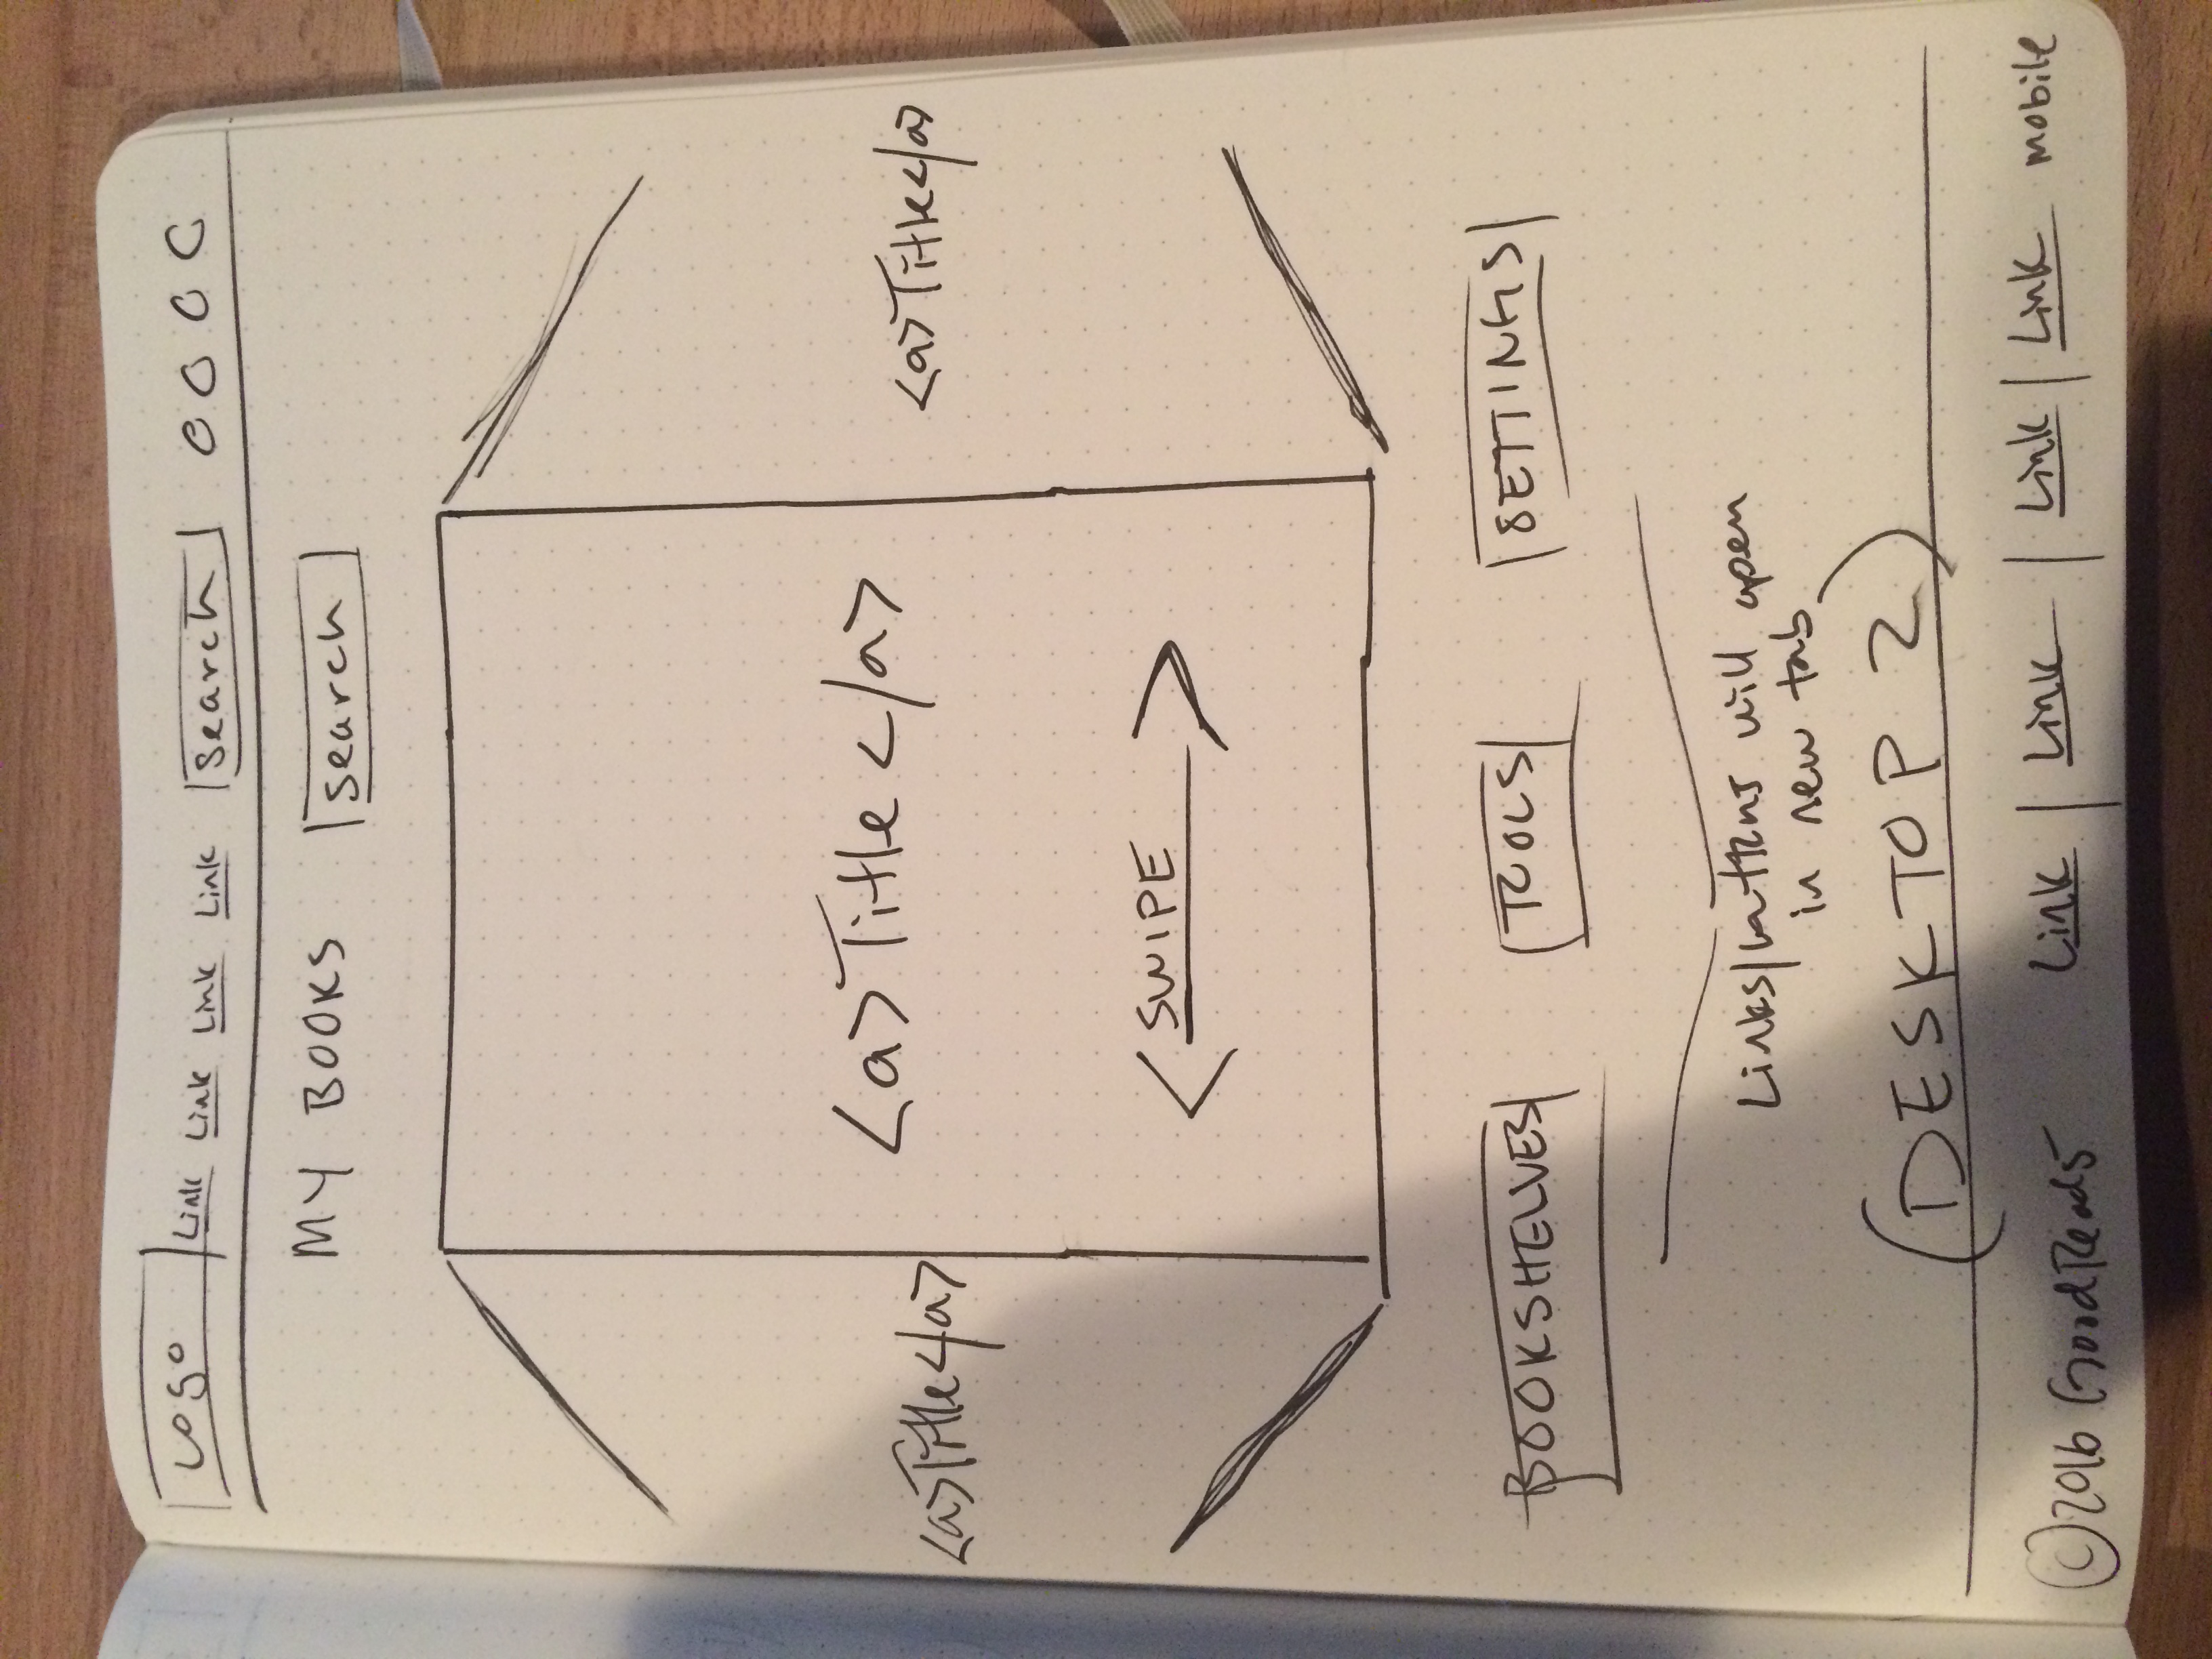 Logo Link Link Link Link Search
MY BOOKS Search
<a>Title</a>
<a>Title</a> <a>Title</a>
SWIPE
BOOKSHELVES TOOLS SETTINGS
Links/buttons will open
in new tab
(DESKTOP 2)
©2016 GoodReads Link | Link | Link | Link mobile